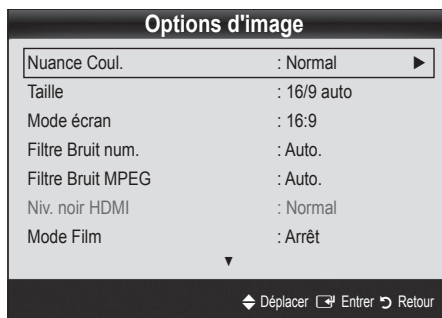 Options d'image
Nuance Coul. : Normal
Taille : 16/9 auto
Mode écran : 16:9
Filtre Bruit num. : Auto.
Filtre Bruit MPEG : Auto.
Niv. noir HDMI : Normal
Mode Film : Arrêt
Déplacer Entrer Retour